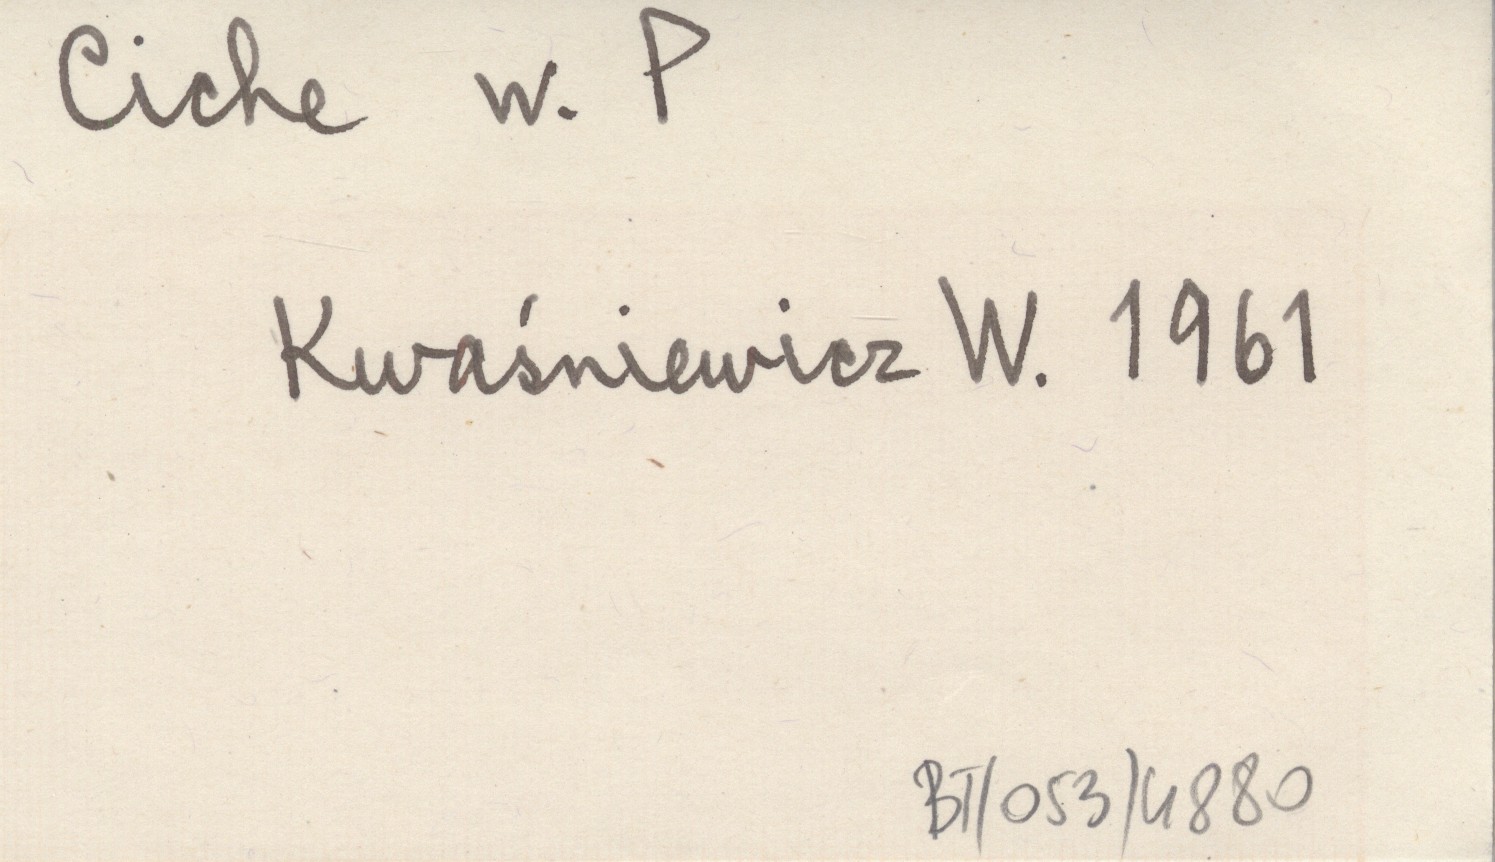 Ciche w. P
Kwaśniewicz W. 1961
BT/053/4880